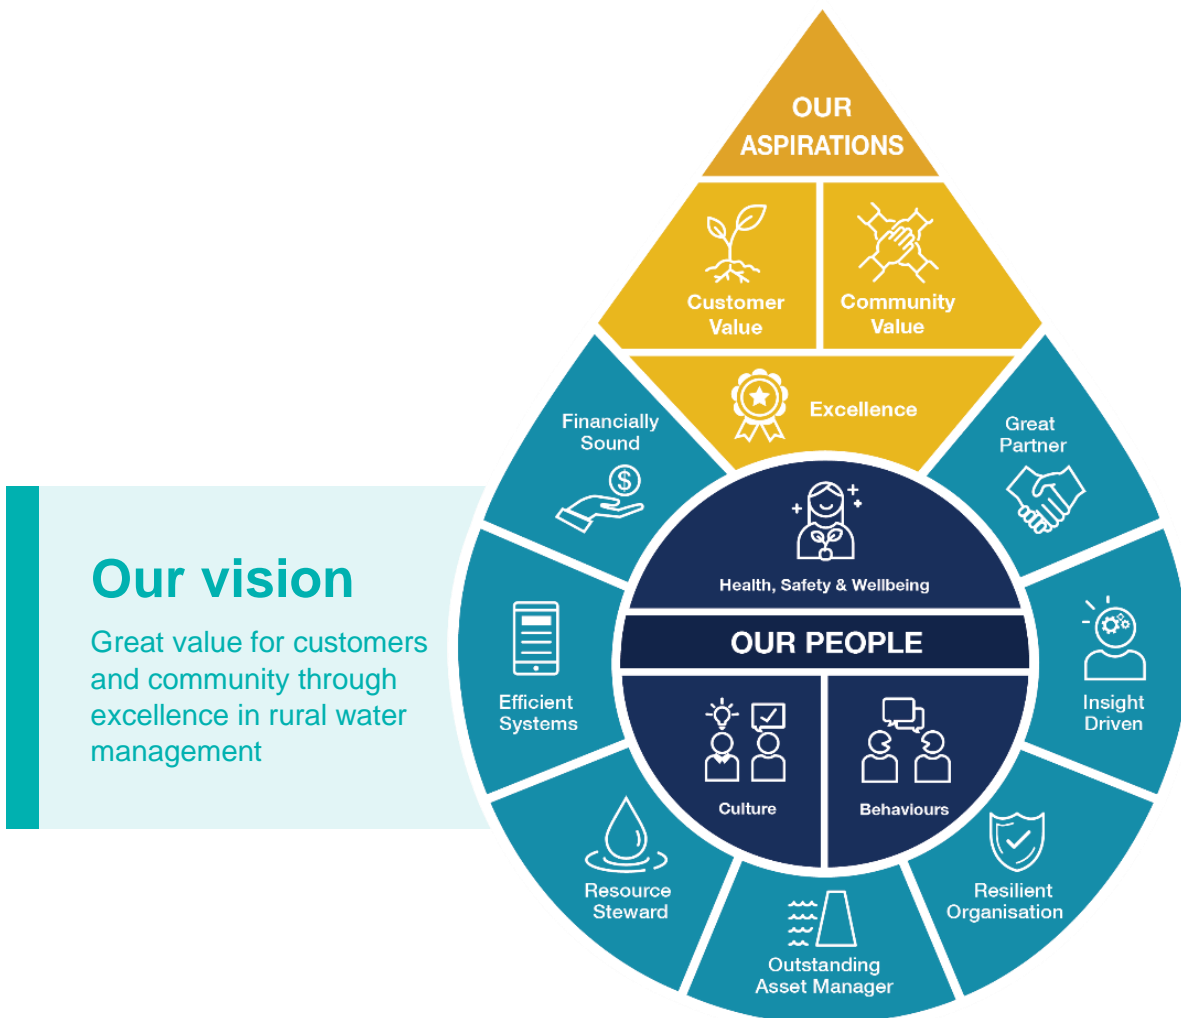 OUR
ASPIRATIONS
Customer
Value
Community
Value
Excellence
Financially
Sound
$
Great
Partner
Health, Safety & Wellbeing
Our vision
Great value for customers
and community through
excellence in rural water
management
OUR PEOPLE
Efficient
Systems
Insight
Driven
Culture
Behaviours
Resource
Steward
Resilient
Organisation
Outstanding
Asset Manager